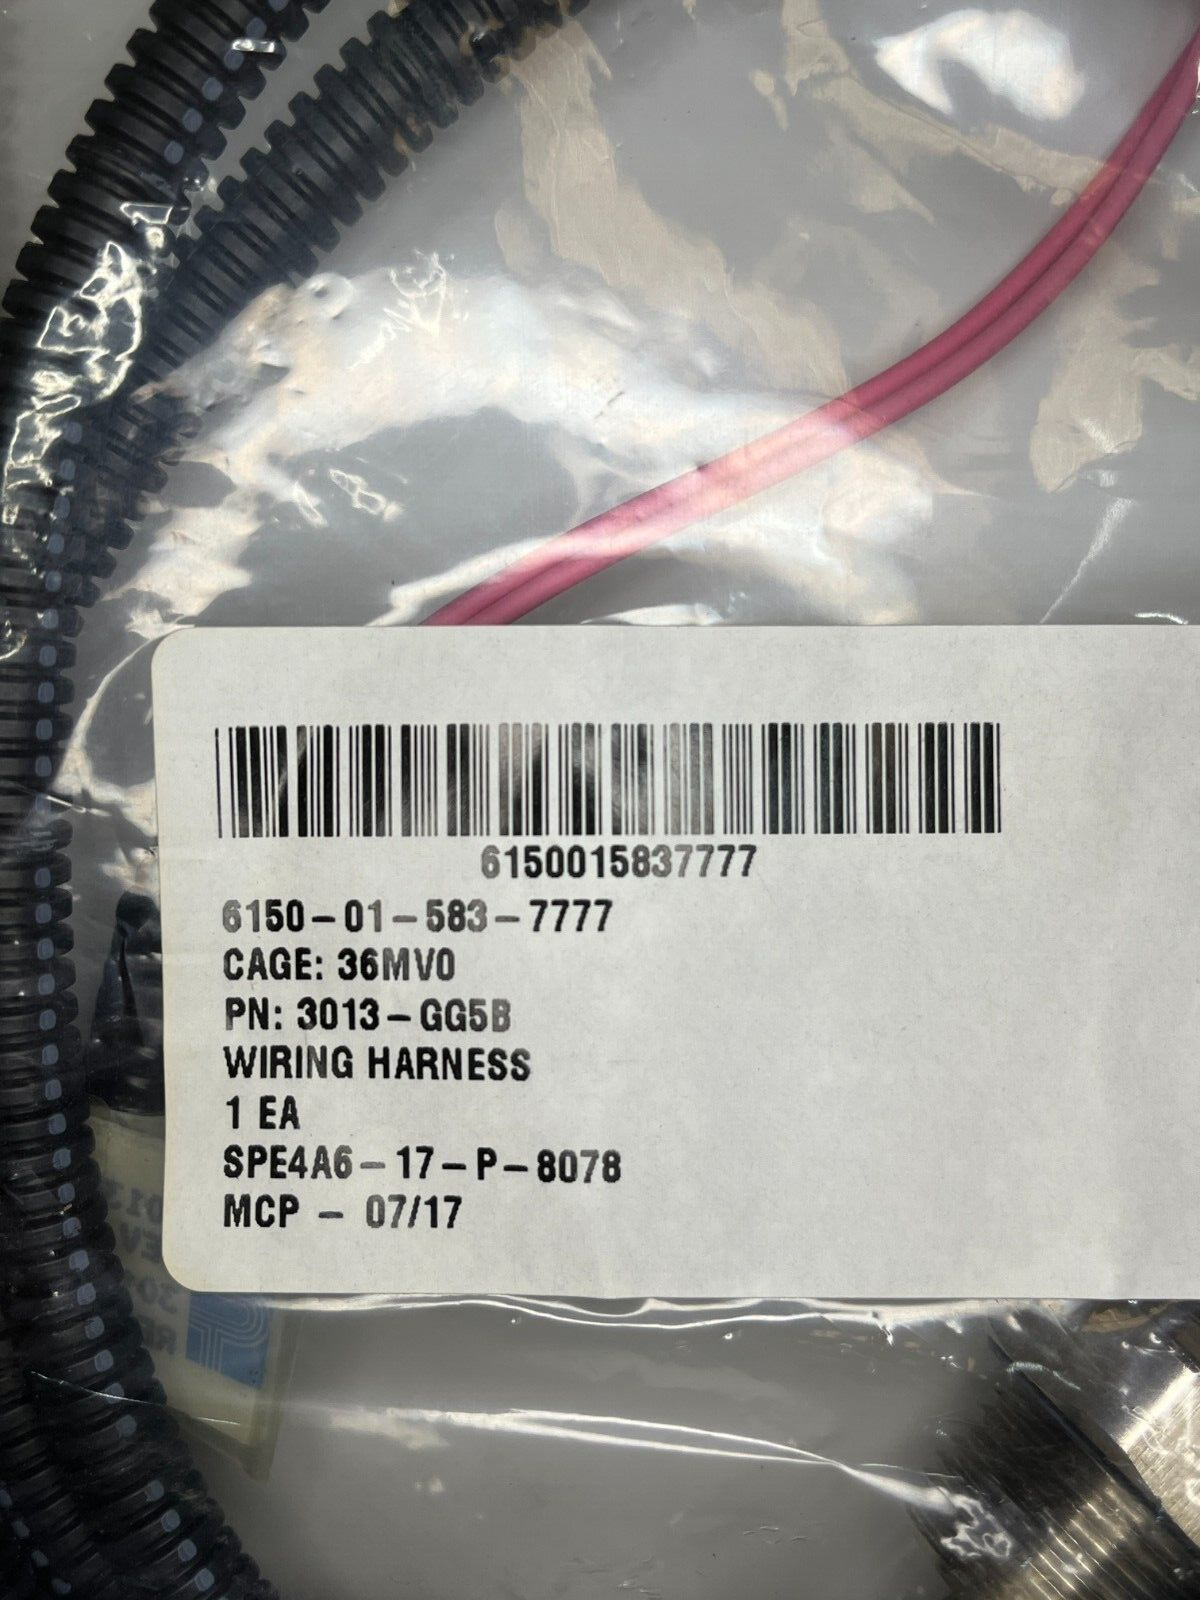 6150015837777
6150-01-583-7777
CAGE: 36MV0
PN: 3013-GG5B
WIRING HARNESS
1 EA
SPE4A6-17-P-8078
MCP - 07/17